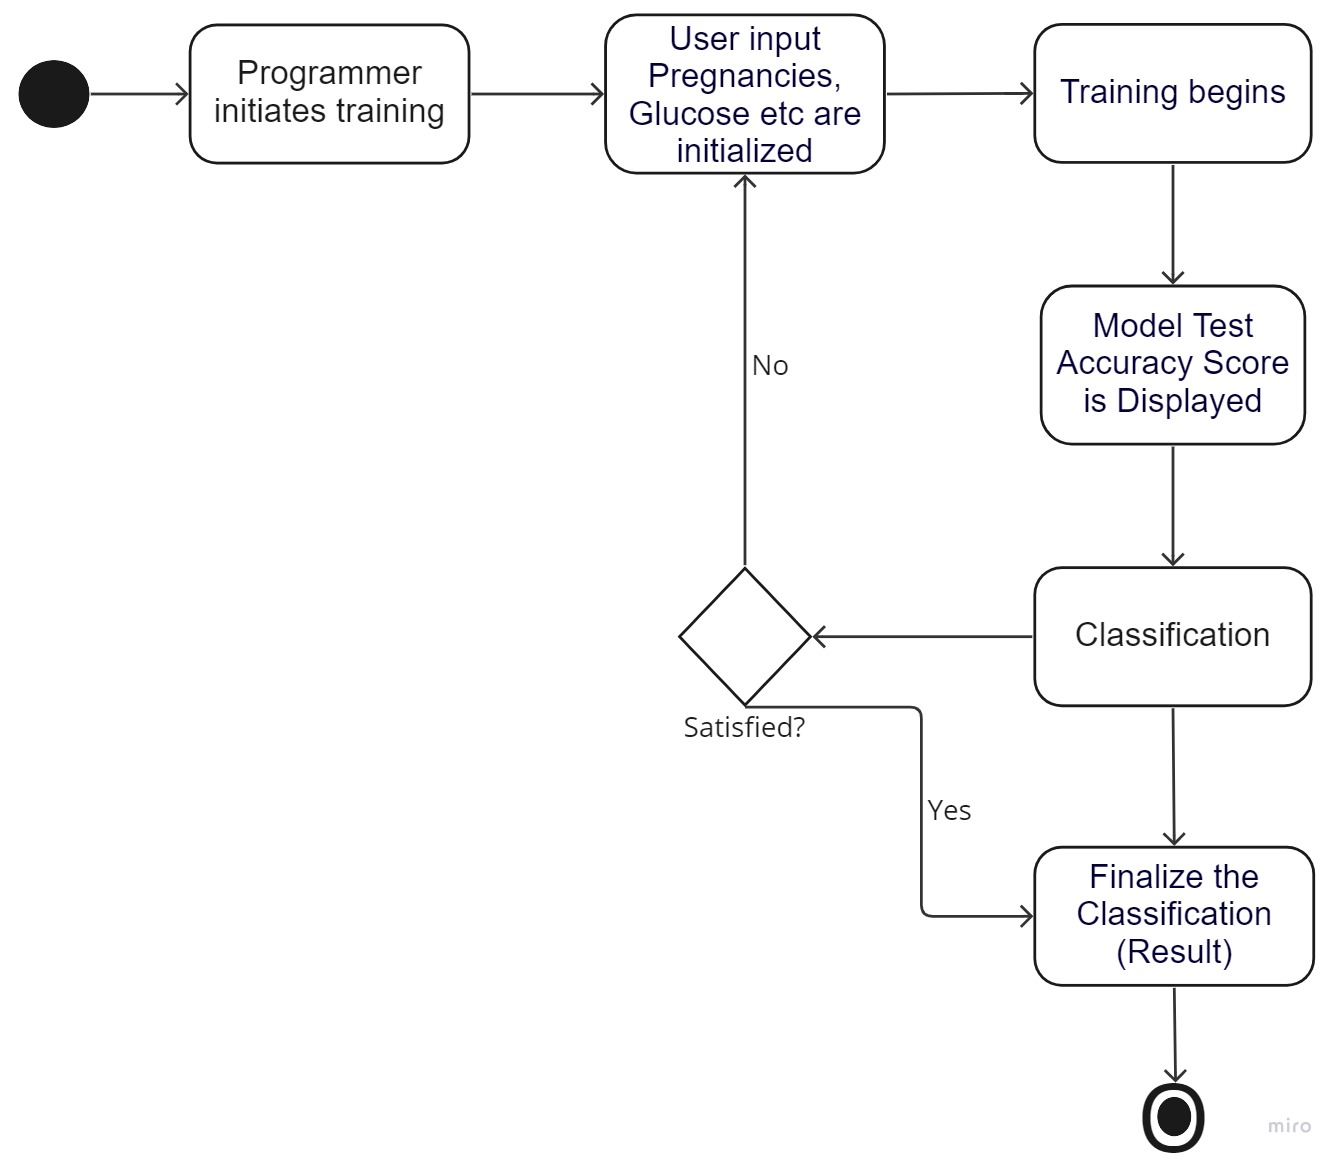 Programmer
initiates training
User input
Pregnancies,
Glucose etc are
initialized
Training begins
Model Test
Accuracy Score
is Displayed
No
Classification
Satisfied?
Yes
Finalize the
Classification
(Result)
miro